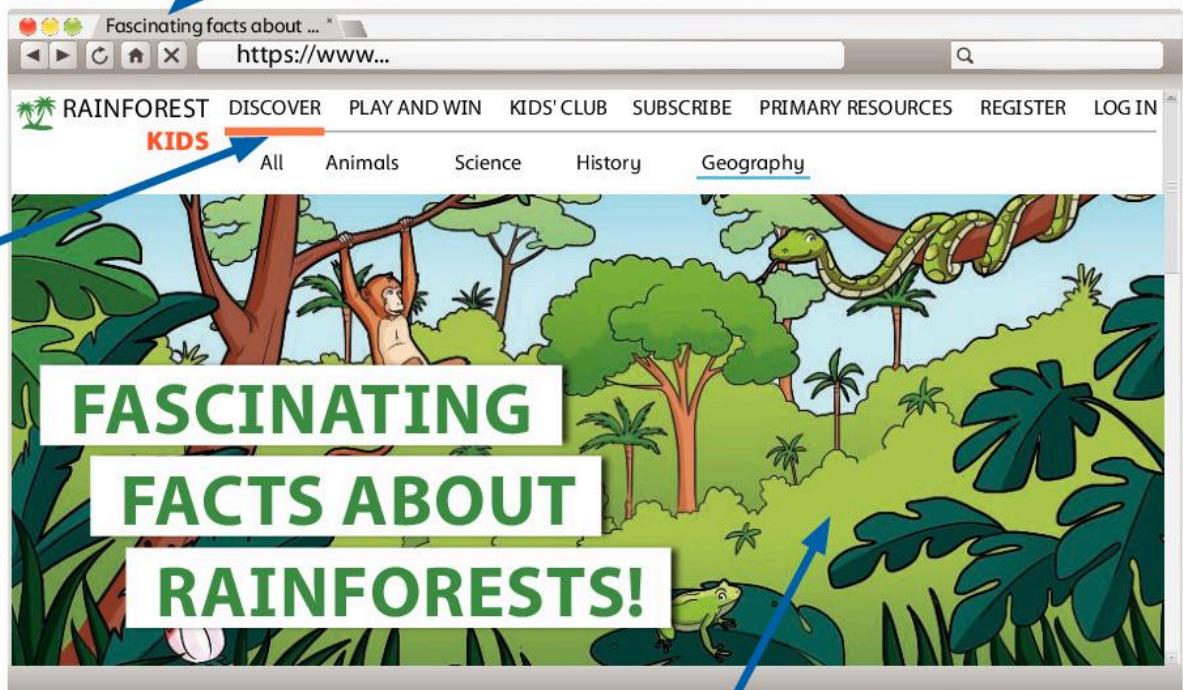 Fascinating facts about ...
https://www...
RAINFOREST
KIDS
DISCOVER PLAY AND WIN KIDS' CLUB SUBSCRIBE PRIMARY RESOURCES REGISTER LOG IN
All Animals Science History Geography
FASCINATING
FACTS ABOUT
RAINFORESTS!